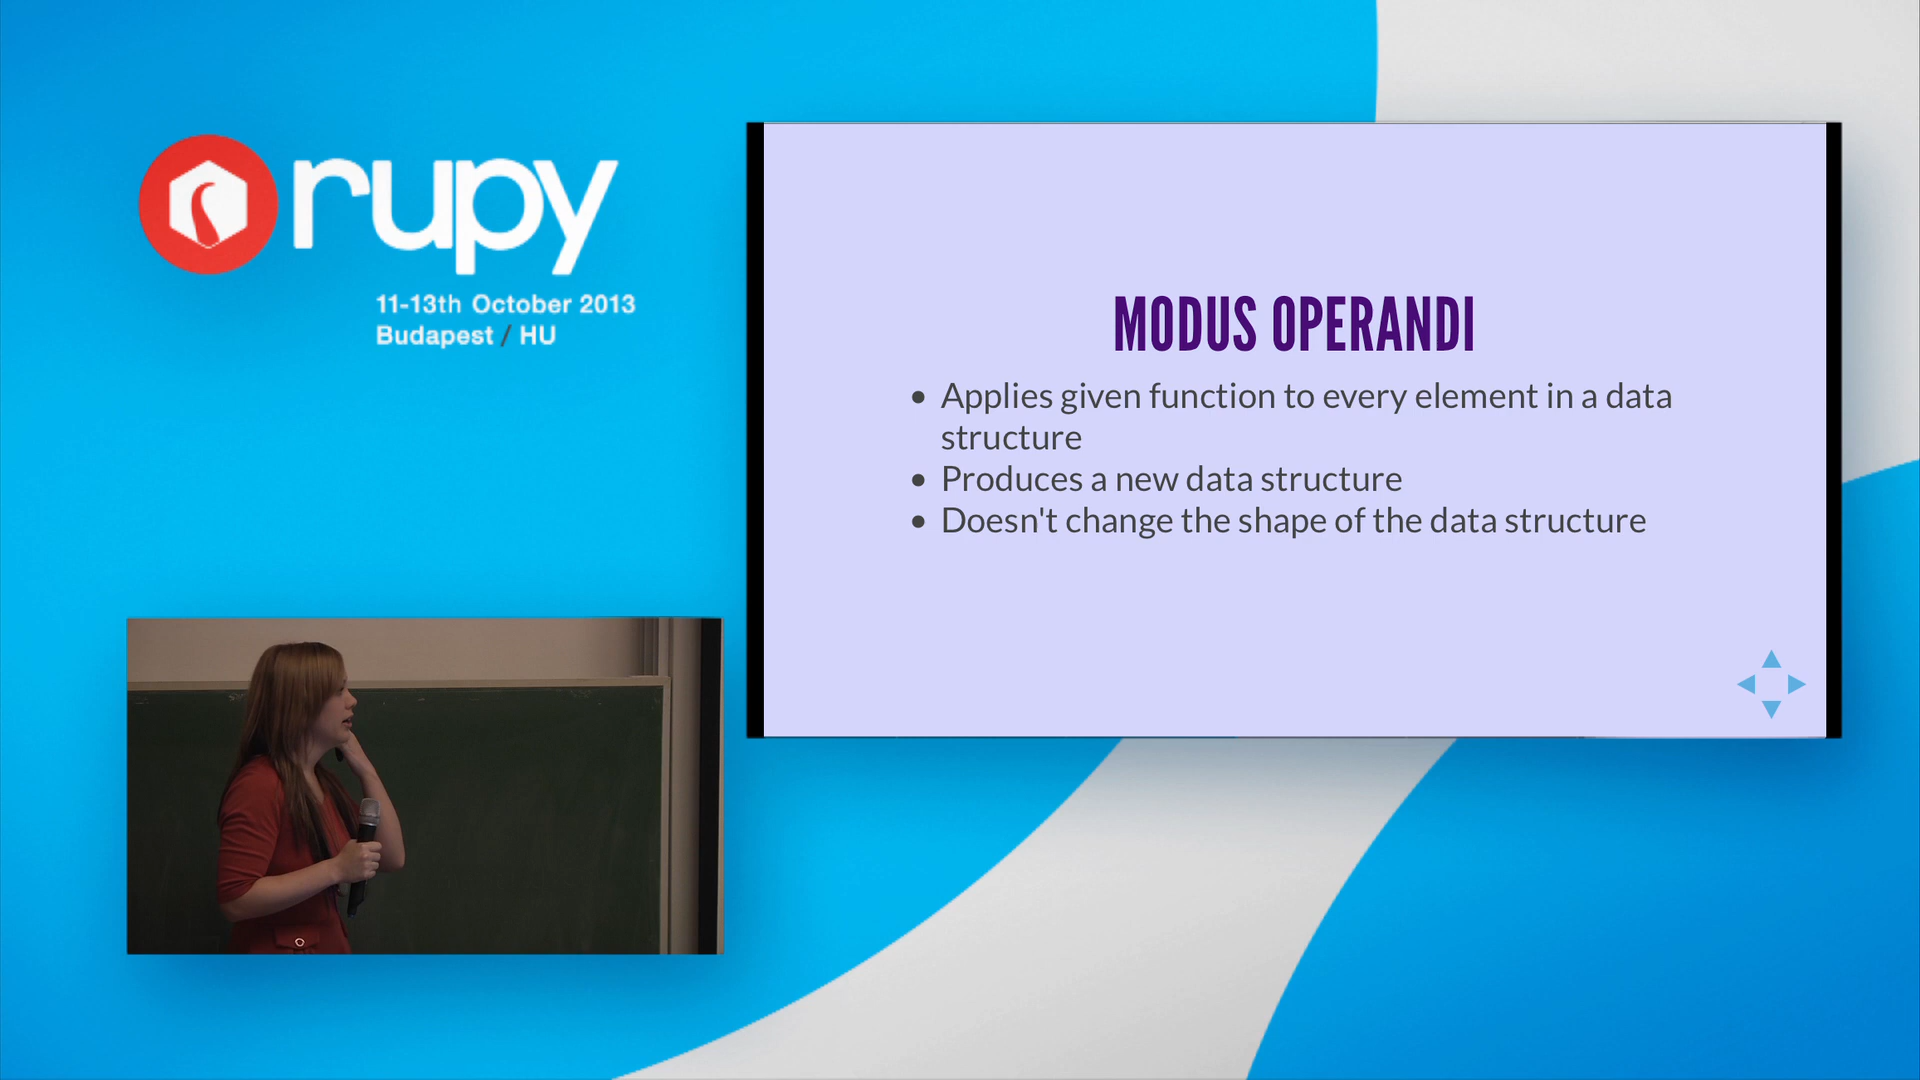 rupy
11-13th October 2013
Budapest / HU
MODUS OPERANDI
• Applies given function to every element in a data
structure
• Produces a new data structure
• Doesn't change the shape of the data structure